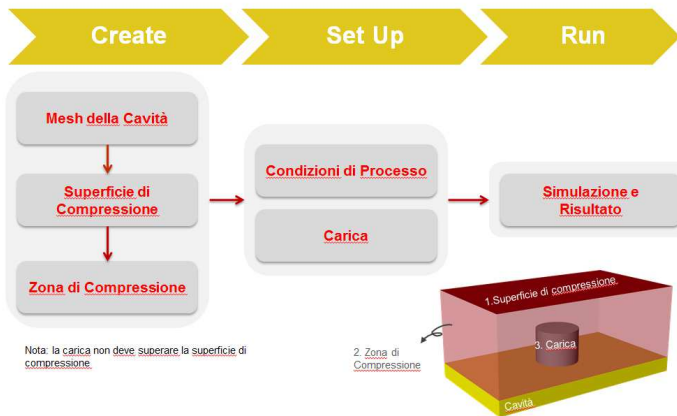 Create
Set Up
Run
Mesh della Cavità
Superficie di
Compressione
Zona di Compressione
Condizioni di Processo
Carica
Simulazione e
Risultato
Nota: la carica non deve superare la superficie di
compressione
1.Superficie di compressione
2. Zona di
Compressione
3. Carica
Cavità